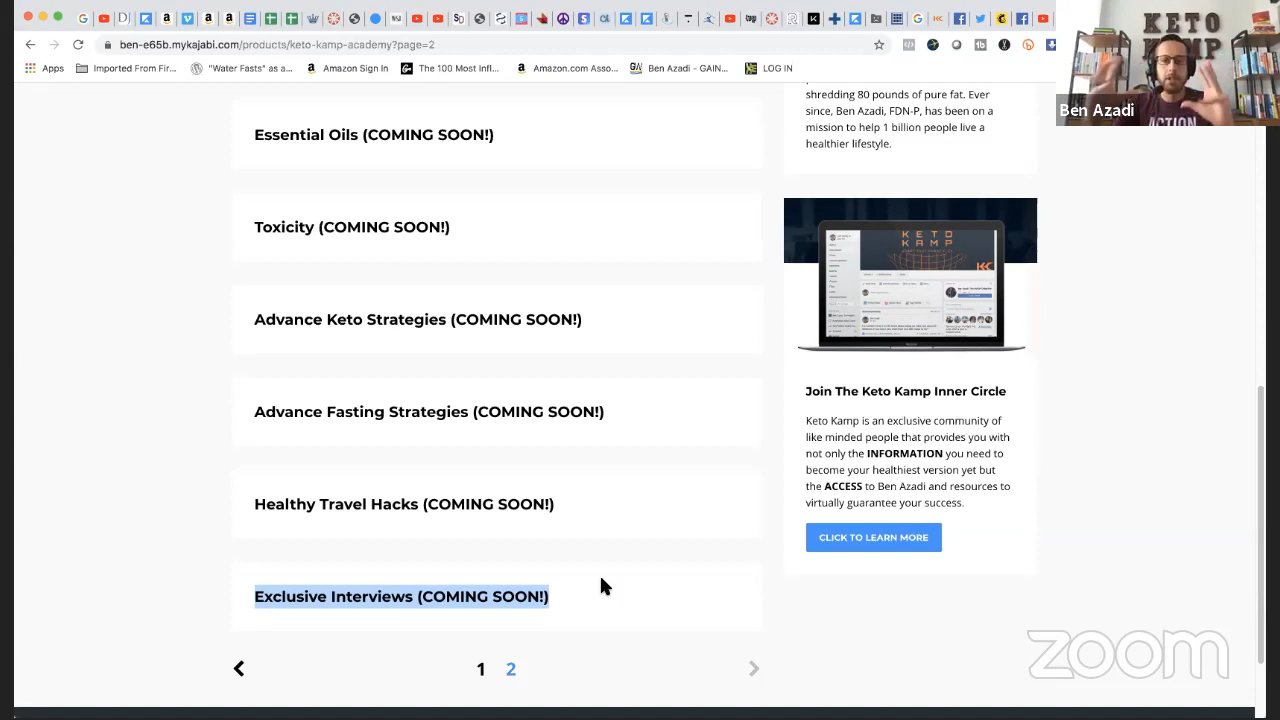 ben-e65b.mykajabi.com/products/keto-kamp-academy?page=2
Apps
Imported From Fir...
"Water Fasts" as a...
Amazon Sign In
The 100 Most Infl...
Amazon.com Asso...
Ben Azadi - GAIN...
LOG IN
KETO
KAMP
ACTION
Ben Azadi
Essential Oils (COMING SOON!)
Toxicity (COMING SOON!)
Advance Keto Strategies (COMING SOON!)
Advance Fasting Strategies (COMING SOON!)
Healthy Travel Hacks (COMING SOON!)
Exclusive Interviews (COMING SOON!)
1 2
shredding 80 pounds of pure fat. Ever
since, Ben Azadi, FDN-P, has been on a
mission to help 1 billion people live a
healthier lifestyle.
KETO
KAMP
Join The Keto Kamp Inner Circle
Keto Kamp is an exclusive community of
like minded people that provides you with
not only the INFORMATION you need to
become your healthiest version yet but
the ACCESS to Ben Azadi and resources to
virtually guarantee your success.
CLICK TO LEARN MORE
zoom